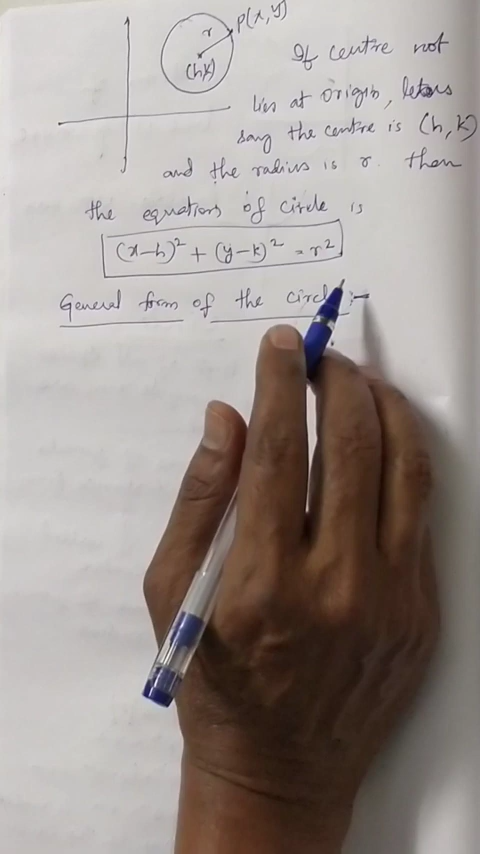 P(x, y)
r
(h,k)
If centre not
lies at origin, lets
say the centre is (h, k)
and the radius is r. then
the equation of circle is
(x-h)² + (y-k)² = r²
General form of the circle :-